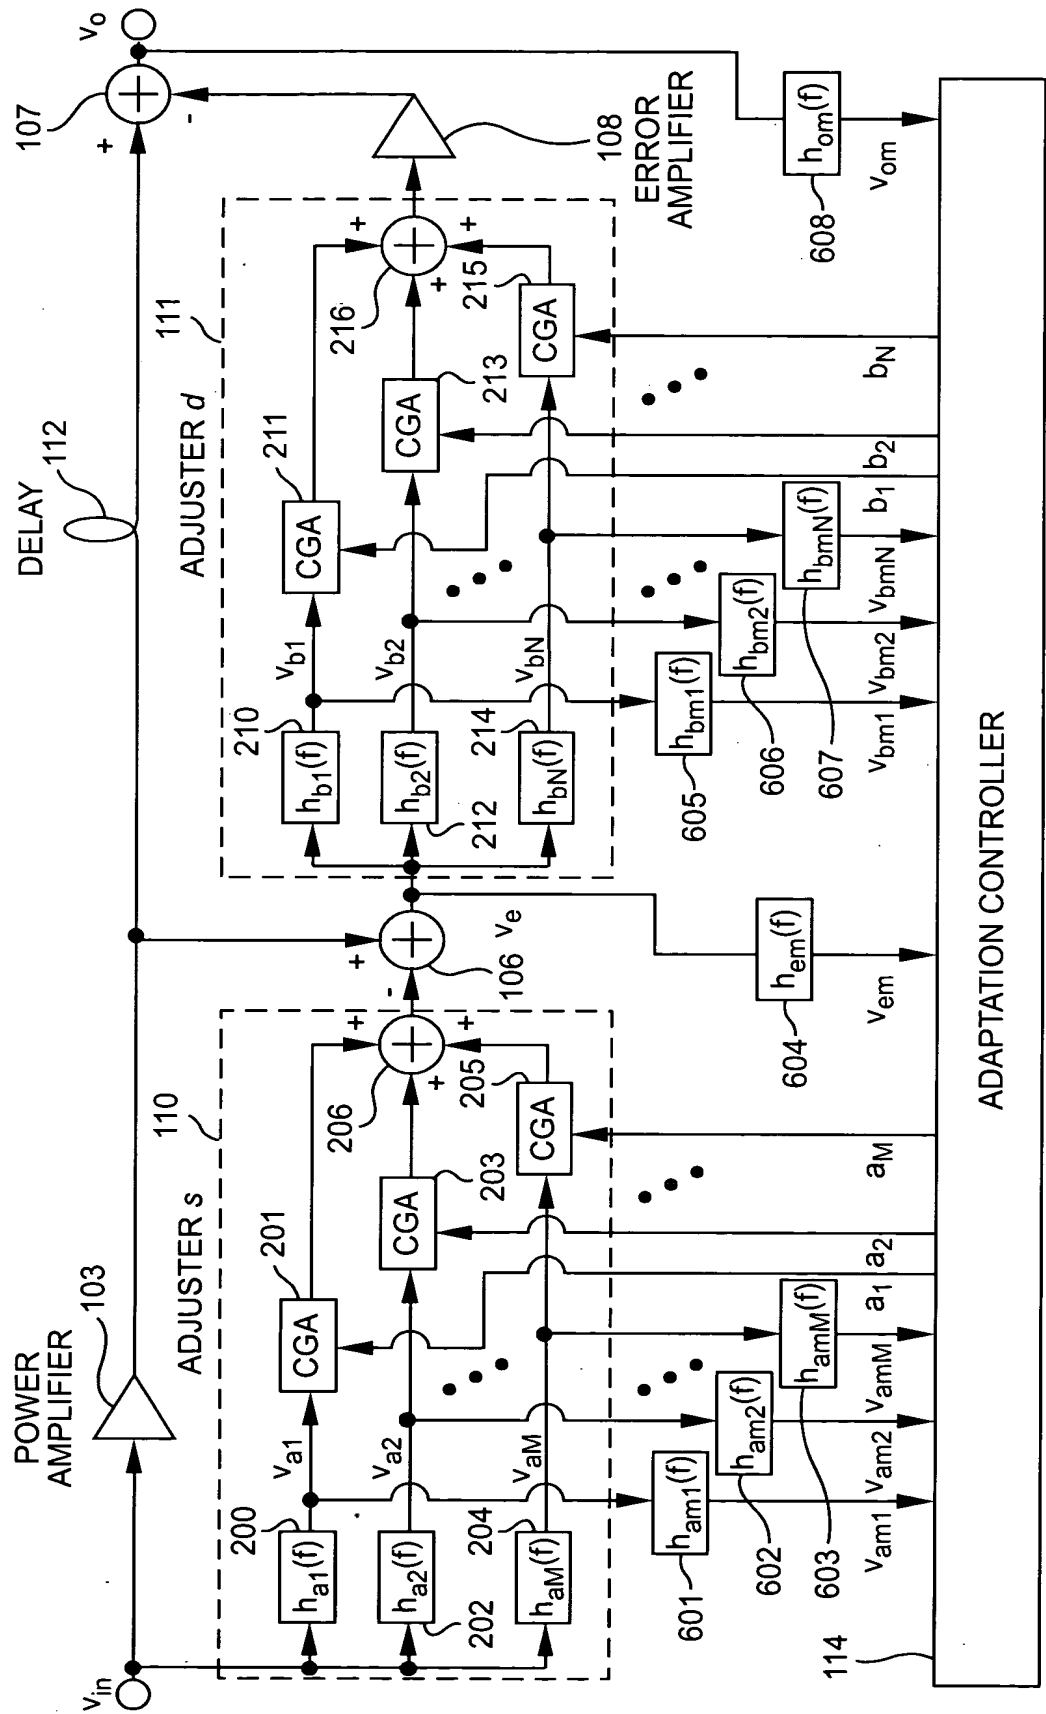 v_in
POWER
AMPLIFIER
103
DELAY
112
107
+
-
v_o
ADJUSTER s
110
h_a1(f)
200
v_a1
CGA
201
h_a2(f)
202
v_a2
CGA
203
h_aM(f)
204
v_aM
CGA
205
206
+
+
+
-
+
106
v_e
ADJUSTER d
111
h_b1(f)
210
v_b1
CGA
211
h_b2(f)
212
v_b2
CGA
213
h_bN(f)
214
v_bN
CGA
215
216
+
+
+
108
ERROR
AMPLIFIER
h_am1(f)
601
h_am2(f)
602
h_amM(f)
603
h_em(f)
604
h_bm1(f)
605
h_bm2(f)
606
h_bmN(f)
607
h_om(f)
608
v_am1
v_am2
v_amM
a_1
a_2
a_M
v_em
v_bm1
v_bm2
v_bmN
b_1
b_2
b_N
v_om
114
ADAPTATION CONTROLLER